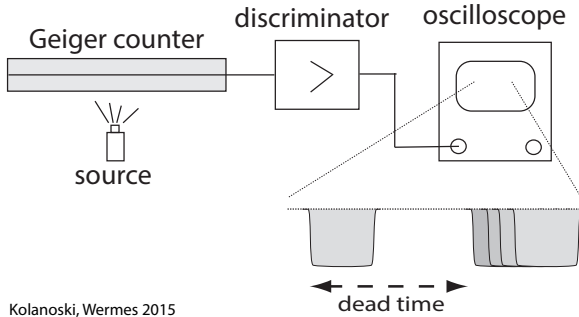 discriminator
oscilloscope
Geiger counter
source
dead time
Kolanoski, Wermes 2015